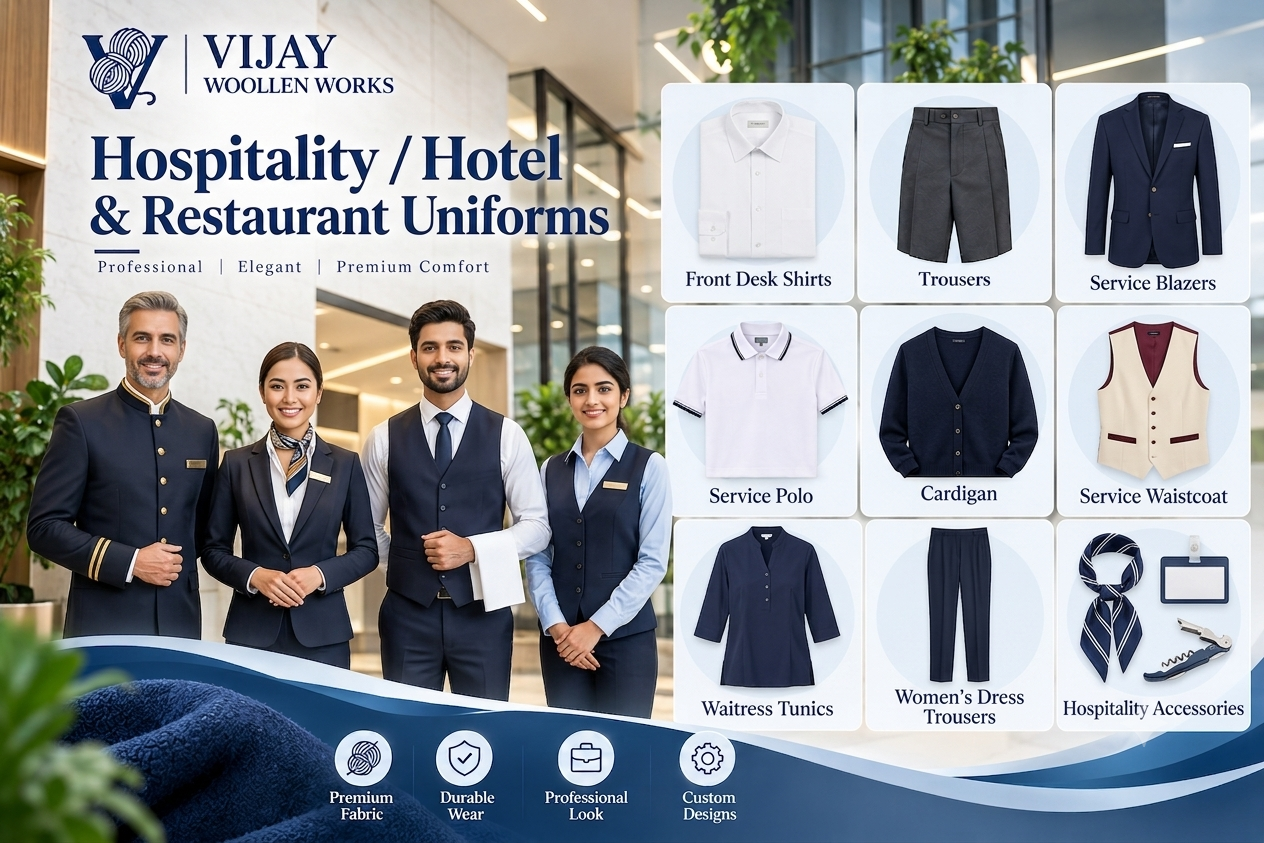 VIJAY
WOOLLEN WORKS
Hospitality / Hotel
& Restaurant Uniforms
Professional | Elegant | Premium Comfort
Front Desk Shirts
Trousers
Service Blazers
Service Polo
Cardigan
Service Waistcoat
Waitress Tunics
Women's Dress
Trousers
Hospitality Accessories
Premium
Fabric
Durable
Wear
Professional
Look
Custom
Designs